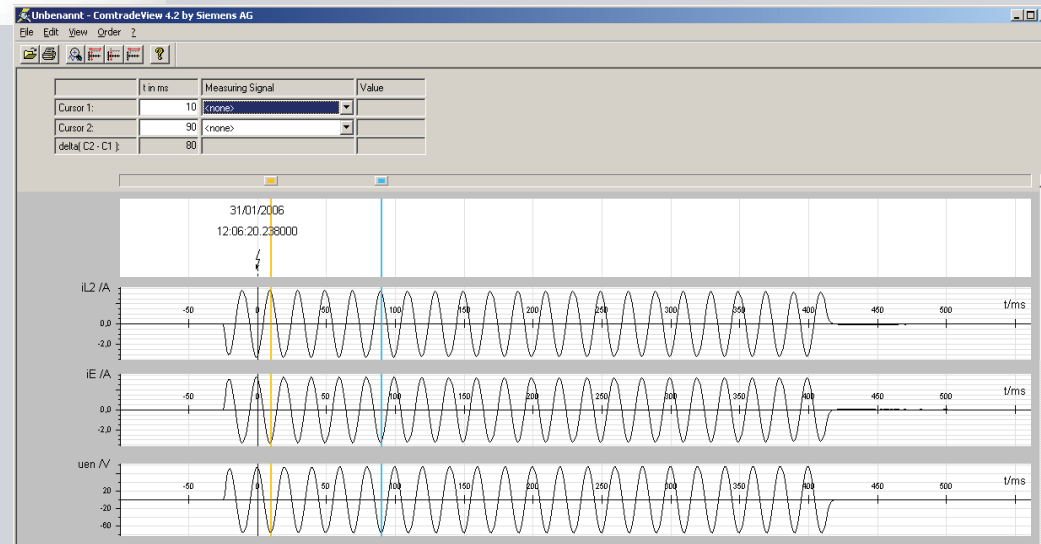 Unbenannt - ComtradeView 4.2 by Siemens AG
File Edit View Order ?
t in ms Measuring Signal Value
Cursor 1: 10 <none>
Cursor 2: 90 <none>
delta( C2 - C1 ): 80
31/01/2006
12:06:20.238000
iL2 /A
-50 0 50 100 150 200 250 300 350 400 450 500 t/ms
0,0
-2,0
iE /A
-50 0 50 100 150 200 250 300 350 400 450 500 t/ms
0,0
-2,0
uen /V
-50 0 50 100 150 200 250 300 350 400 450 500 t/ms
20
-20
-60